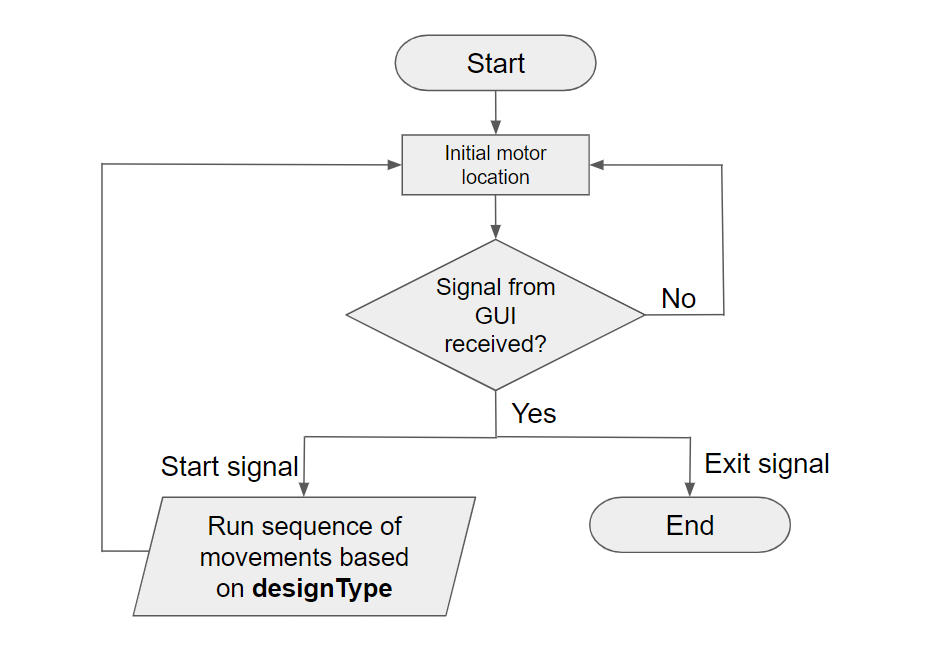 Start
Initial motor
location
Signal from
GUI
received?
No
Yes
Start signal
Exit signal
Run sequence of
movements based
on designType
End